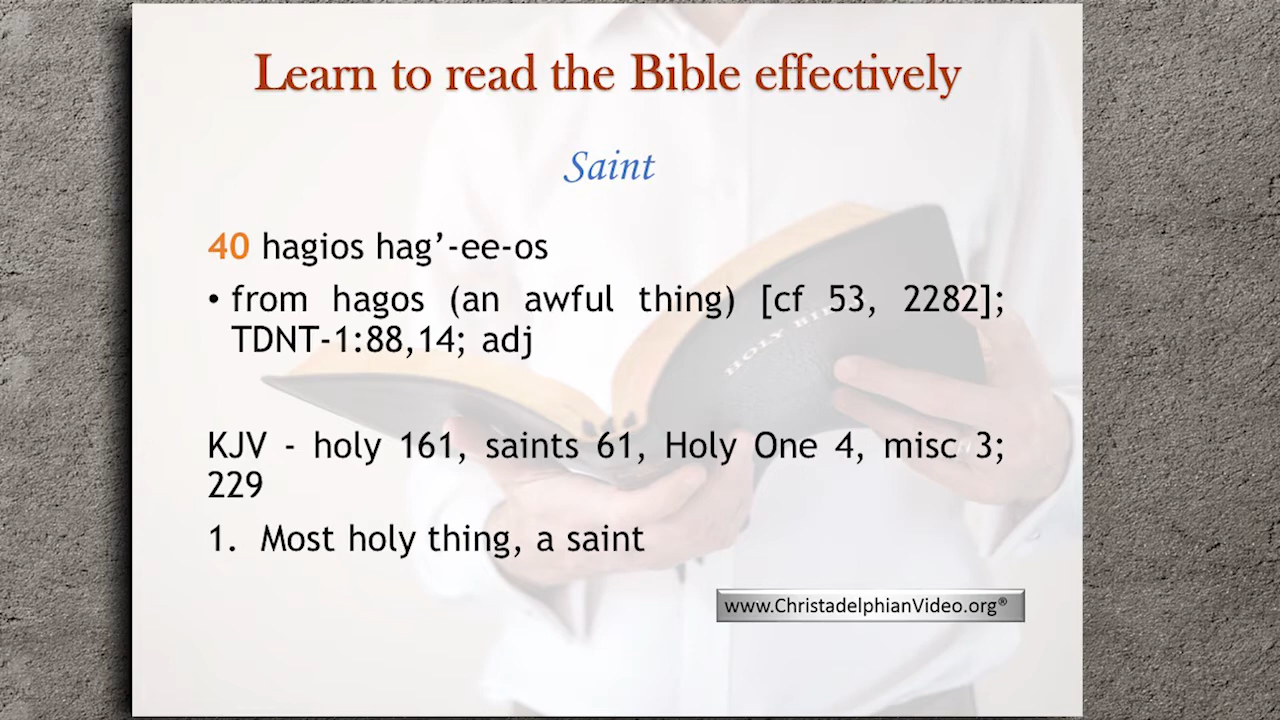 Learn to read the Bible effectively
Saint
40 hagios hag’-ee-os
• from hagos (an awful thing) [cf 53, 2282];
TDNT-1:88,14; adj
HOLY BIB
KJV - holy 161, saints 61, Holy One 4, misc 3;
229
1. Most holy thing, a saint
www.ChristadelphianVideo.org®